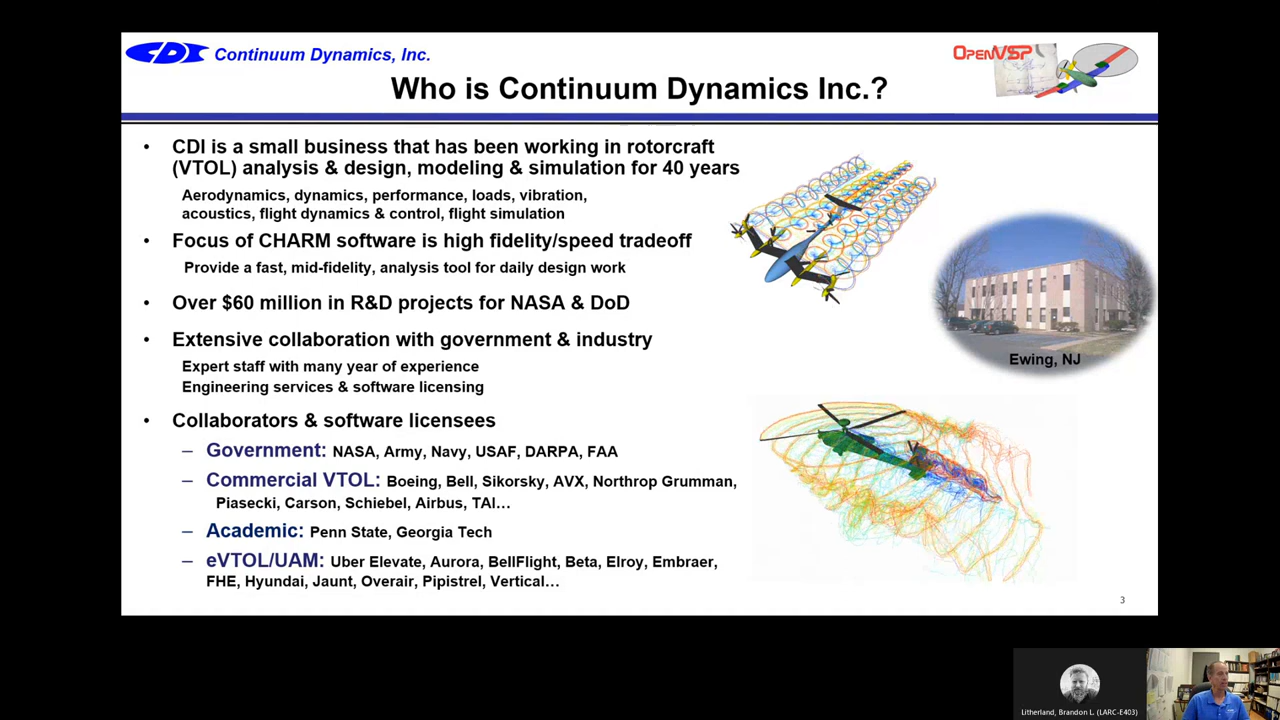 CDI Continuum Dynamics, Inc.
OPENVSP
Who is Continuum Dynamics Inc.?
• CDI is a small business that has been working in rotorcraft
(VTOL) analysis & design, modeling & simulation for 40 years
Aerodynamics, dynamics, performance, loads, vibration,
acoustics, flight dynamics & control, flight simulation
• Focus of CHARM software is high fidelity/speed tradeoff
Provide a fast, mid-fidelity, analysis tool for daily design work
• Over $60 million in R&D projects for NASA & DoD
• Extensive collaboration with government & industry
Expert staff with many year of experience
Engineering services & software licensing
Ewing, NJ
• Collaborators & software licensees
– Government: NASA, Army, Navy, USAF, DARPA, FAA
– Commercial VTOL: Boeing, Bell, Sikorsky, AVX, Northrop Grumman,
Piasecki, Carson, Schiebel, Airbus, TAI…
– Academic: Penn State, Georgia Tech
– eVTOL/UAM: Uber Elevate, Aurora, BellFlight, Beta, Elroy, Embraer,
FHE, Hyundai, Jaunt, Overair, Pipistrel, Vertical…
3
Litherland, Brandon L. (LARC-E403)